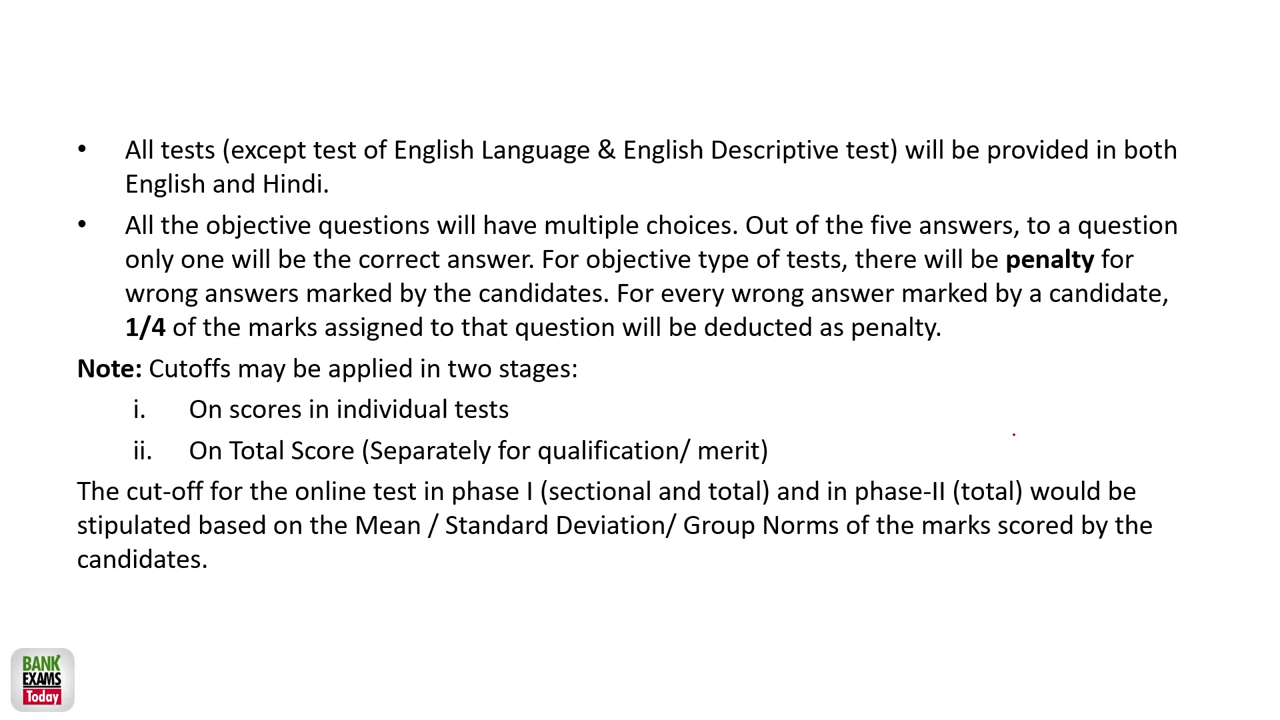 • All tests (except test of English Language & English Descriptive test) will be provided in both
English and Hindi.
• All the objective questions will have multiple choices. Out of the five answers, to a question
only one will be the correct answer. For objective type of tests, there will be penalty for
wrong answers marked by the candidates. For every wrong answer marked by a candidate,
1/4 of the marks assigned to that question will be deducted as penalty.
Note: Cutoffs may be applied in two stages:
i. On scores in individual tests
ii. On Total Score (Separately for qualification/ merit)
The cut-off for the online test in phase I (sectional and total) and in phase-II (total) would be
stipulated based on the Mean / Standard Deviation/ Group Norms of the marks scored by the
candidates.
BANK
EXAMS
Today